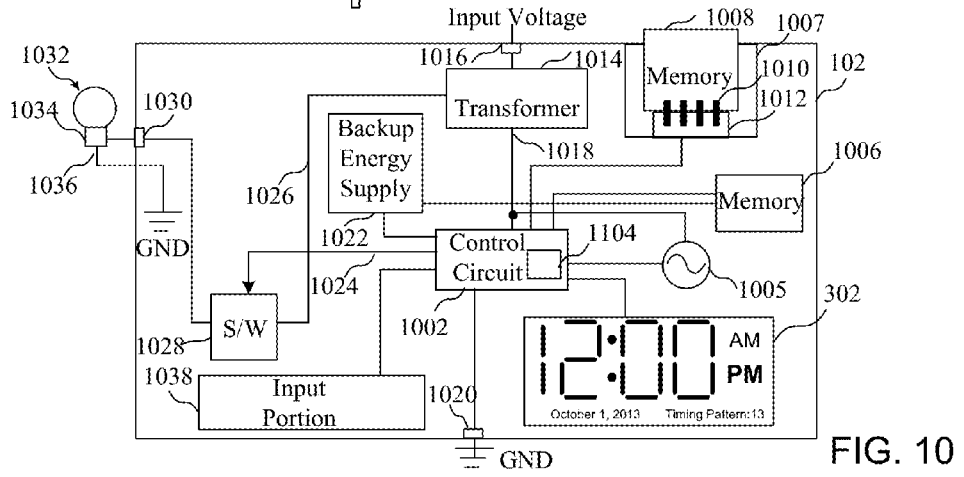 Input Voltage
1008
1007
1016
1014
1032
Memory
1010
102
1034
1030
Transformer
1012
Backup
Energy
Supply
1018
1006
1036
1026
Memory
GND
1022
Control
Circuit
1104
1024
1005
302
S/W
1002
12:00
AM
PM
1028
1038
Input
Portion
1020
October 1, 2013
Timing Pattern:13
GND
FIG. 10